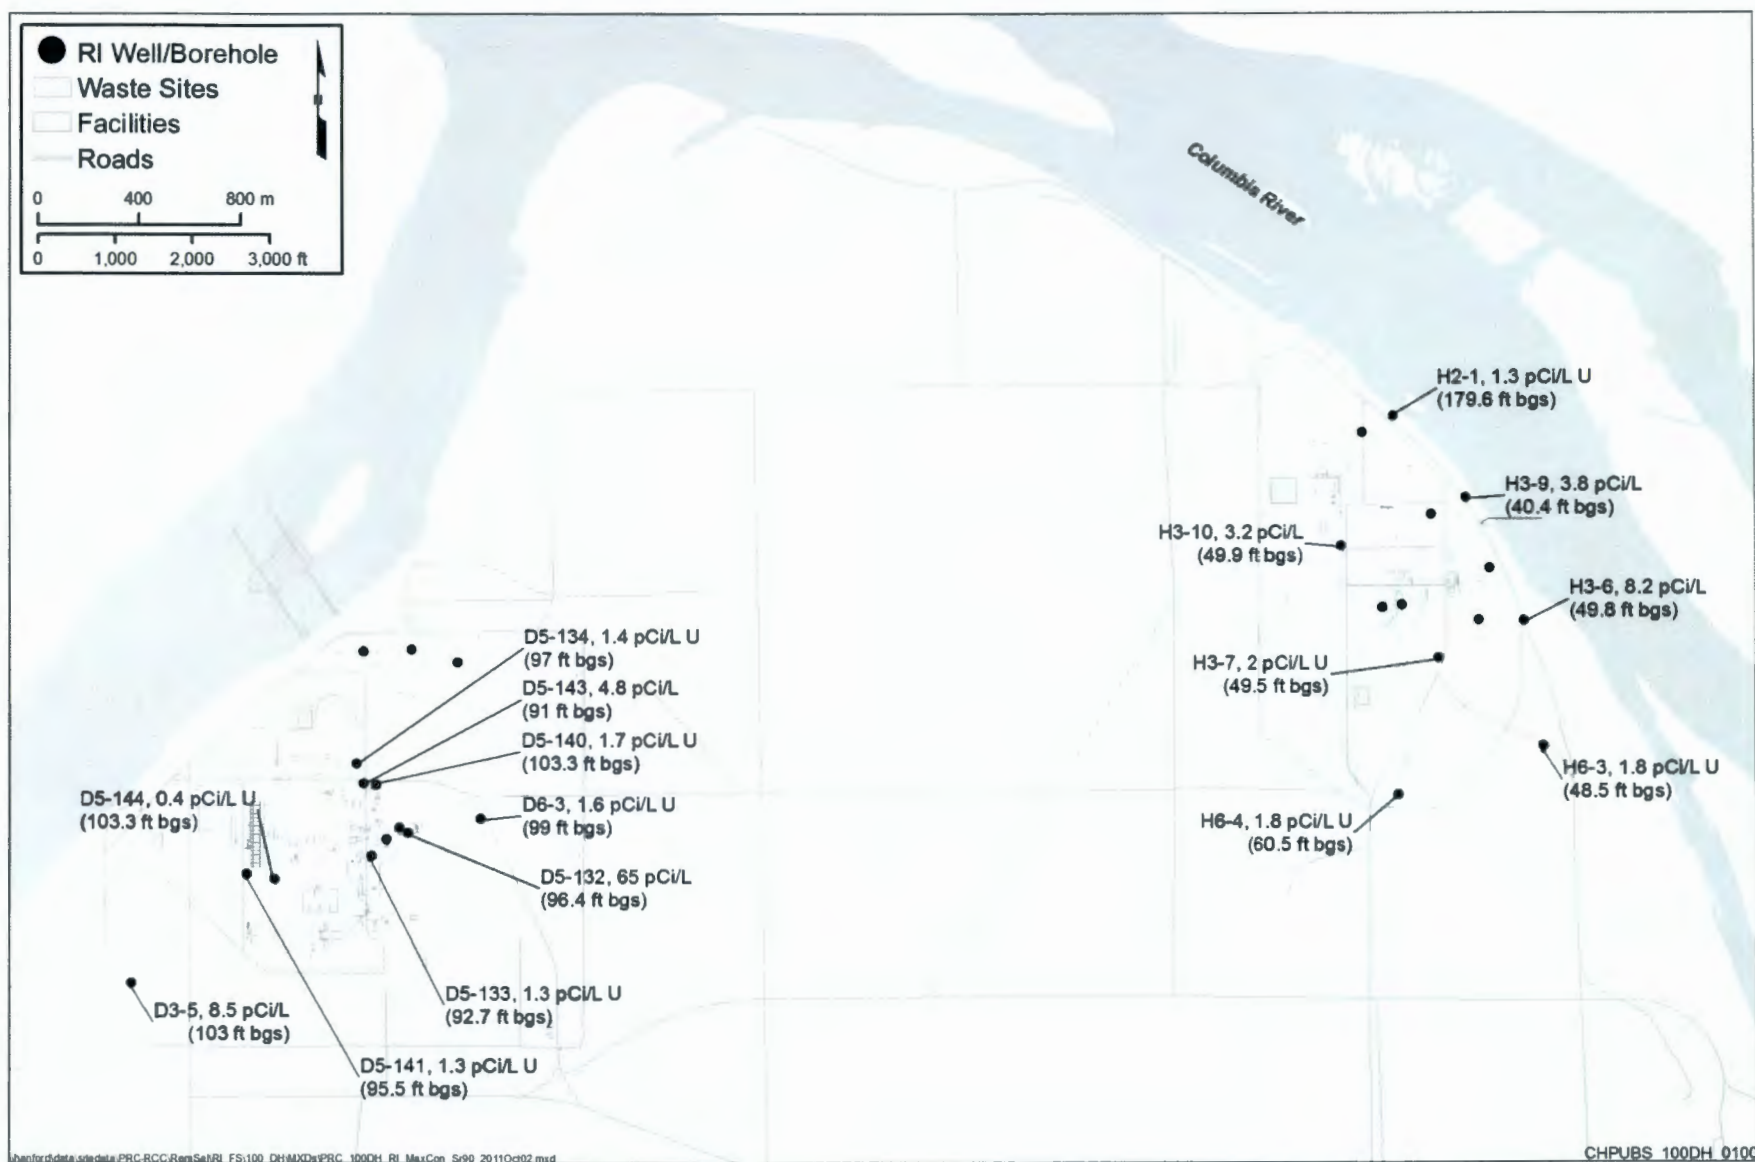 RI Well/Borehole
Waste Sites
Facilities
Roads
0 400 800 m
0 1,000 2,000 3,000 ft
Columbia River
H2-1, 1.3 pCi/L U
(179.6 ft bgs)
H3-9, 3.8 pCi/L
(40.4 ft bgs)
H3-10, 3.2 pCi/L
(49.9 ft bgs)
H3-6, 8.2 pCi/L
(49.8 ft bgs)
H3-7, 2 pCi/L U
(49.5 ft bgs)
H6-3, 1.8 pCi/L U
(48.5 ft bgs)
H6-4, 1.8 pCi/L U
(60.5 ft bgs)
D5-134, 1.4 pCi/L U
(97 ft bgs)
D5-143, 4.8 pCi/L
(91 ft bgs)
D5-140, 1.7 pCi/L U
(103.3 ft bgs)
D5-144, 0.4 pCi/L U
(103.3 ft bgs)
D6-3, 1.6 pCi/L U
(99 ft bgs)
D5-132, 65 pCi/L
(96.4 ft bgs)
D5-133, 1.3 pCi/L U
(92.7 ft bgs)
D3-5, 8.5 pCi/L
(103 ft bgs)
D5-141, 1.3 pCi/L U
(95.5 ft bgs)
CHPUBS_100DH_0100